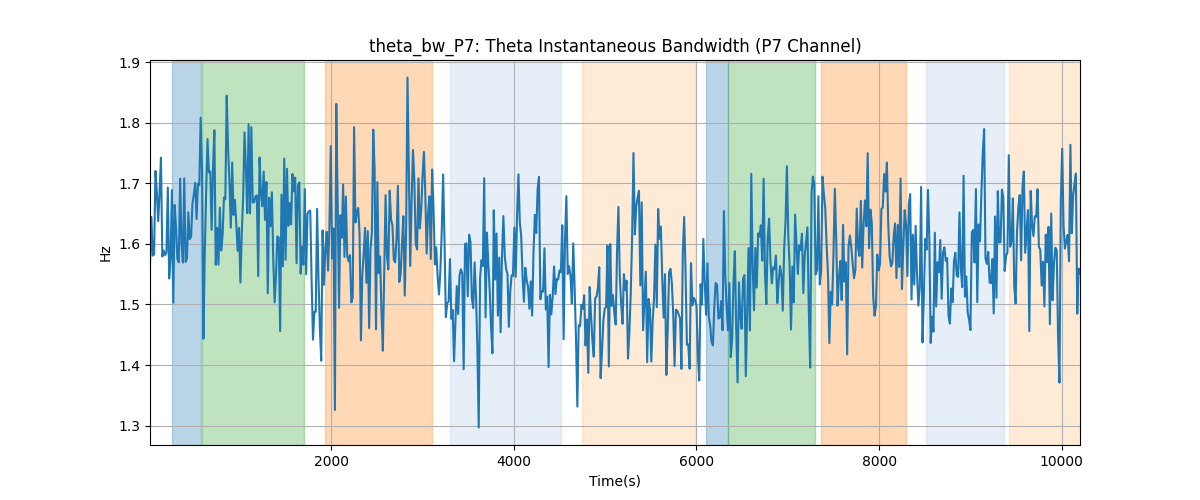 theta_bw_P7: Theta Instantaneous Bandwidth (P7 Channel)
1.9
1.8
1.7
1.6
1.5
1.4
1.3
Hz
2000 4000 6000 8000 10000
Time(s)